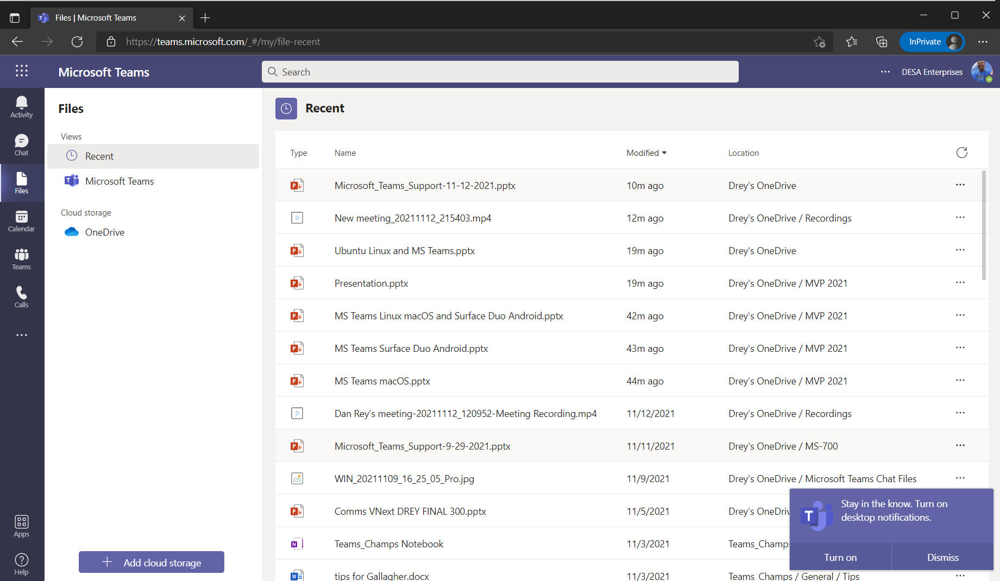 Files | Microsoft Teams
https://teams.microsoft.com/_#/my/file-recent
InPrivate
Microsoft Teams
Search
DESA Enterprises
Activity
Chat
Files
Calendar
Teams
Calls
Apps
Help
Files
Views
Recent
Microsoft Teams
Cloud storage
OneDrive
Add cloud storage
Recent
Type Name Modified Location
Microsoft_Teams_Support-11-12-2021.pptx 10m ago Drey's OneDrive
New meeting_20211112_215403.mp4 12m ago Drey's OneDrive / Recordings
Ubuntu Linux and MS Teams.pptx 19m ago Drey's OneDrive
Presentation.pptx 19m ago Drey's OneDrive / MVP 2021
MS Teams Linux macOS and Surface Duo Android.pptx 42m ago Drey's OneDrive / MVP 2021
MS Teams Surface Duo Android.pptx 43m ago Drey's OneDrive / MVP 2021
MS Teams macOS.pptx 44m ago Drey's OneDrive / MVP 2021
Dan Rey's meeting-20211112_120952-Meeting Recording.mp4 11/12/2021 Drey's OneDrive / Recordings
Microsoft_Teams_Support-9-29-2021.pptx 11/11/2021 Drey's OneDrive / MS-700
WIN_20211109_16_25_05_Pro.jpg 11/9/2021 Drey's OneDrive / Microsoft Teams Chat Files
Comms VNext DREY FINAL 300.pptx 11/5/2021 Drey's OneDriv
Teams_Champs Notebook 11/3/2021 Teams_Champs
tips for Gallagher.docx 11/3/2021 Teams_Champs / General / Tips
Stay in the know. Turn on
desktop notifications.
Turn on Dismiss